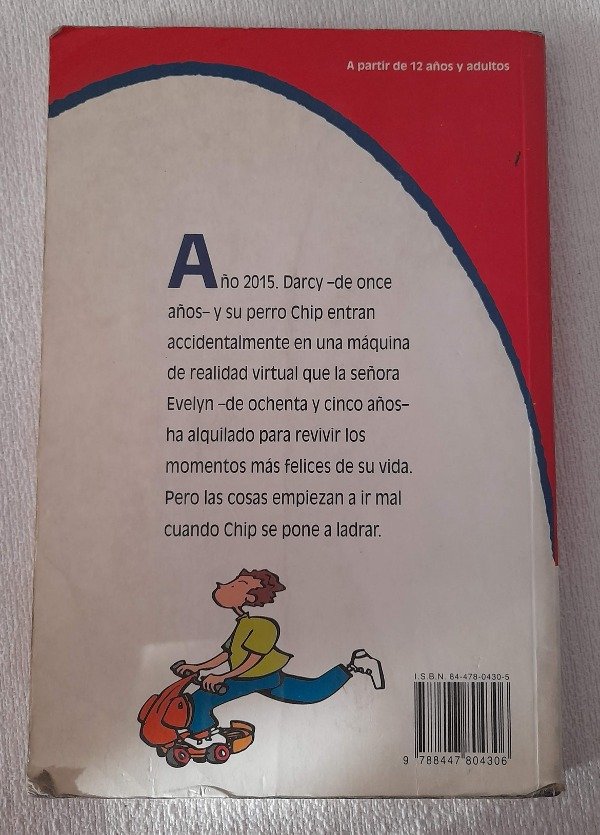 A partir de 12 años y adultos
Año 2015. Darcy –de once
años– y su perro Chip entran
accidentalmente en una máquina
de realidad virtual que la señora
Evelyn –de ochenta y cinco años–
ha alquilado para revivir los
momentos más felices de su vida.
Pero las cosas empiezan a ir mal
cuando Chip se pone a ladrar.
I.S.B.N. 84-478-0430-5
9 788447 804306